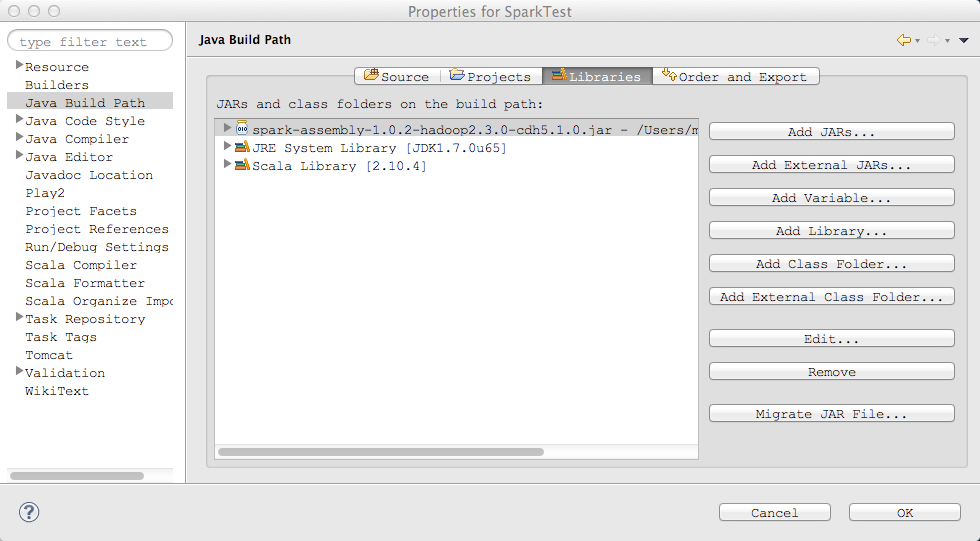 Properties for SparkTest
type filter text
Resource
Builders
Java Build Path
Java Code Style
Java Compiler
Java Editor
Javadoc Location
Play2
Project Facets
Project References
Run/Debug Settings
Scala Compiler
Scala Formatter
Scala Organize Impo
Task Repository
Task Tags
Tomcat
Validation
WikiText
Java Build Path
Source Projects Libraries Order and Export
JARs and class folders on the build path:
spark-assembly-1.0.2-hadoop2.3.0-cdh5.1.0.jar - /Users/m
JRE System Library [JDK1.7.0u65]
Scala Library [2.10.4]
Add JARs...
Add External JARs...
Add Variable...
Add Library...
Add Class Folder...
Add External Class Folder...
Edit...
Remove
Migrate JAR File...
?
Cancel OK